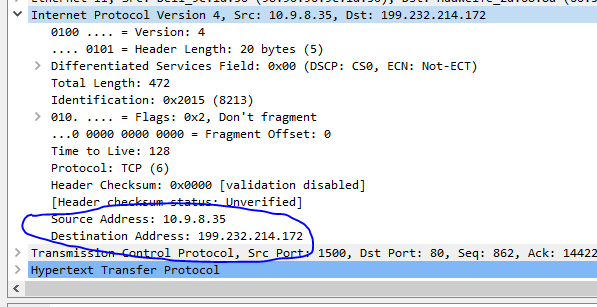 Internet Protocol Version 4, Src: 10.9.8.35, Dst: 199.232.214.172
0100 .... = Version: 4
.... 0101 = Header Length: 20 bytes (5)
Differentiated Services Field: 0x00 (DSCP: CS0, ECN: Not-ECT)
Total Length: 472
Identification: 0x2015 (8213)
010. .... = Flags: 0x2, Don't fragment
...0 0000 0000 0000 = Fragment Offset: 0
Time to Live: 128
Protocol: TCP (6)
Header Checksum: 0x0000 [validation disabled]
[Header checksum status: Unverified]
Source Address: 10.9.8.35
Destination Address: 199.232.214.172
Transmission Control Protocol, Src Port: 1500, Dst Port: 80, Seq: 862, Ack: 14422
Hypertext Transfer Protocol